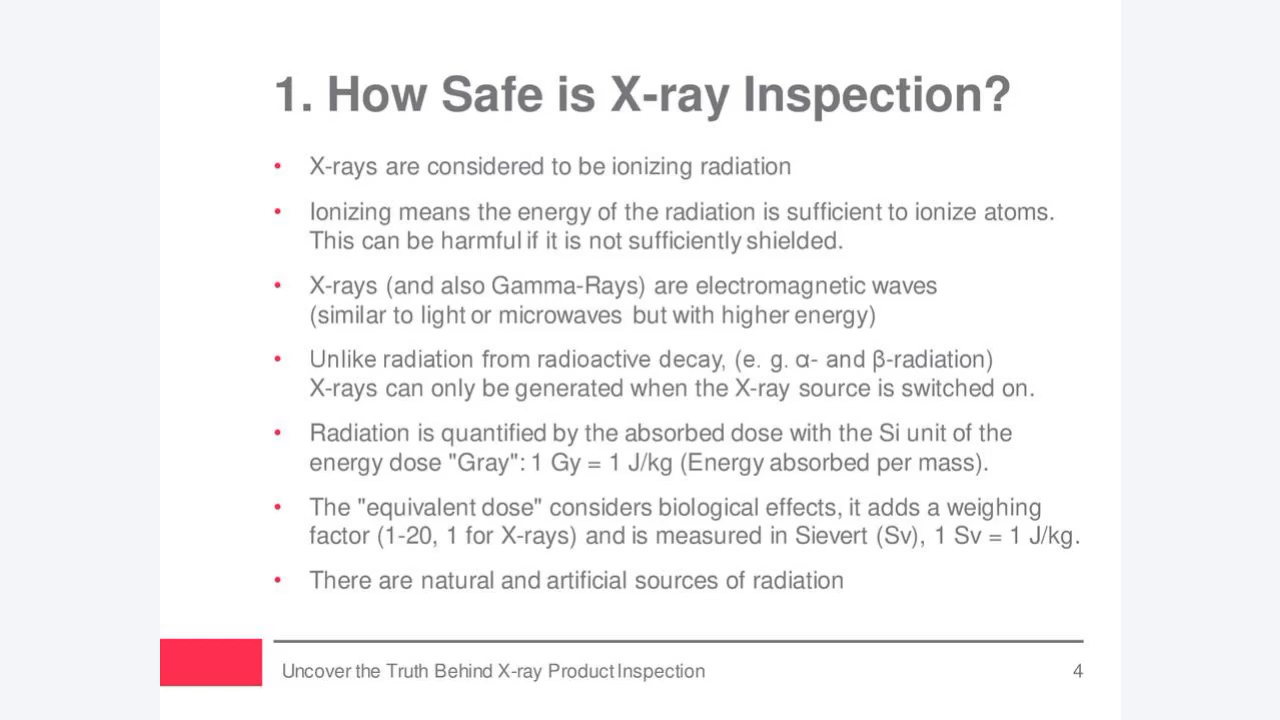 1. How Safe is X-ray Inspection?
• X-rays are considered to be ionizing radiation
• Ionizing means the energy of the radiation is sufficient to ionize atoms.
This can be harmful if it is not sufficiently shielded.
• X-rays (and also Gamma-Rays) are electromagnetic waves
(similar to light or microwaves but with higher energy)
• Unlike radiation from radioactive decay, (e. g. α- and β-radiation)
X-rays can only be generated when the X-ray source is switched on.
• Radiation is quantified by the absorbed dose with the Si unit of the
energy dose "Gray": 1 Gy = 1 J/kg (Energy absorbed per mass).
• The "equivalent dose" considers biological effects, it adds a weighing
factor (1-20, 1 for X-rays) and is measured in Sievert (Sv), 1 Sv = 1 J/kg.
• There are natural and artificial sources of radiation
Uncover the Truth Behind X-ray Product Inspection
4